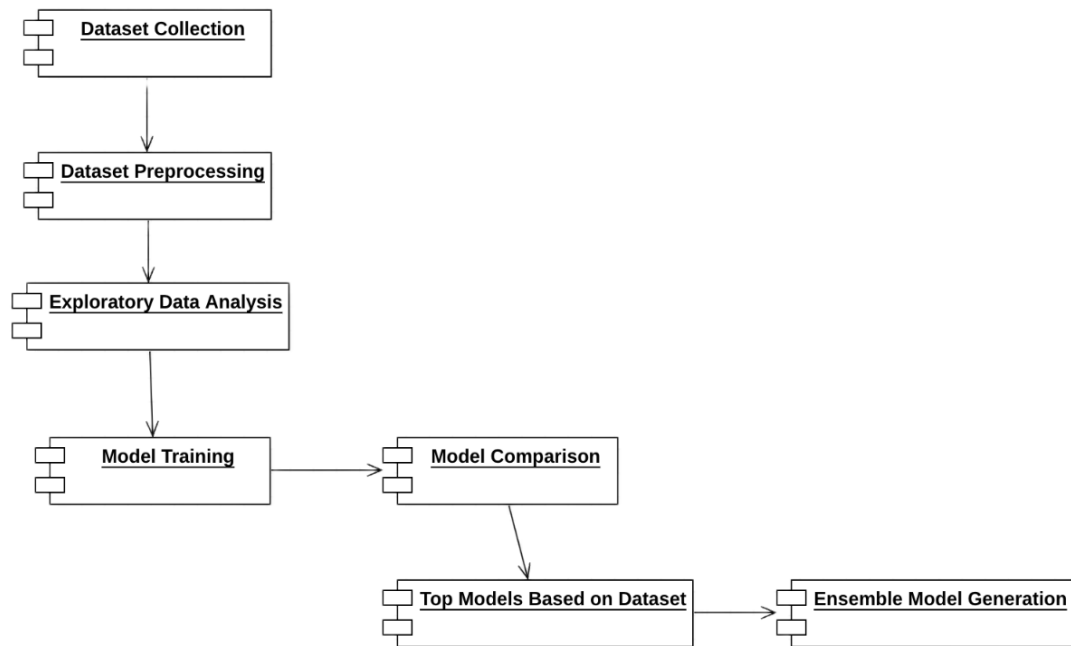 Dataset Collection
Dataset Preprocessing
Exploratory Data Analysis
Model Training
Model Comparison
Top Models Based on Dataset
Ensemble Model Generation